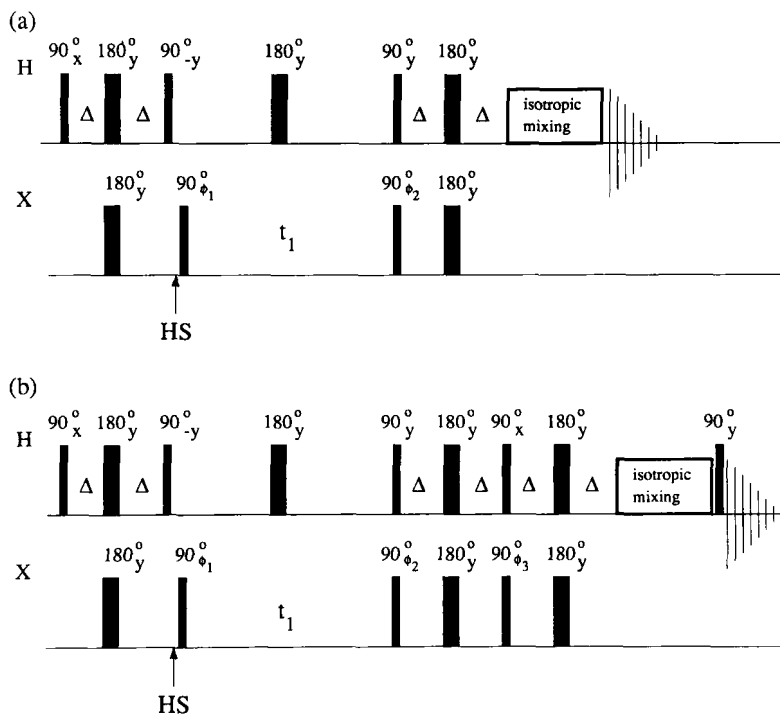 (a)
H
90°x 180°y 90°-y 180°y 90°y 180°y
Δ Δ Δ Δ
isotropic
mixing
X
180°y 90°ϕ1 t1 90°ϕ2 180°y
HS
(b)
H
90°x 180°y 90°-y 180°y 90°y 180°y 90°x 180°y 90°y
Δ Δ Δ Δ Δ Δ
isotropic
mixing
X
180°y 90°ϕ1 t1 90°ϕ2 180°y 90°ϕ3 180°y
HS